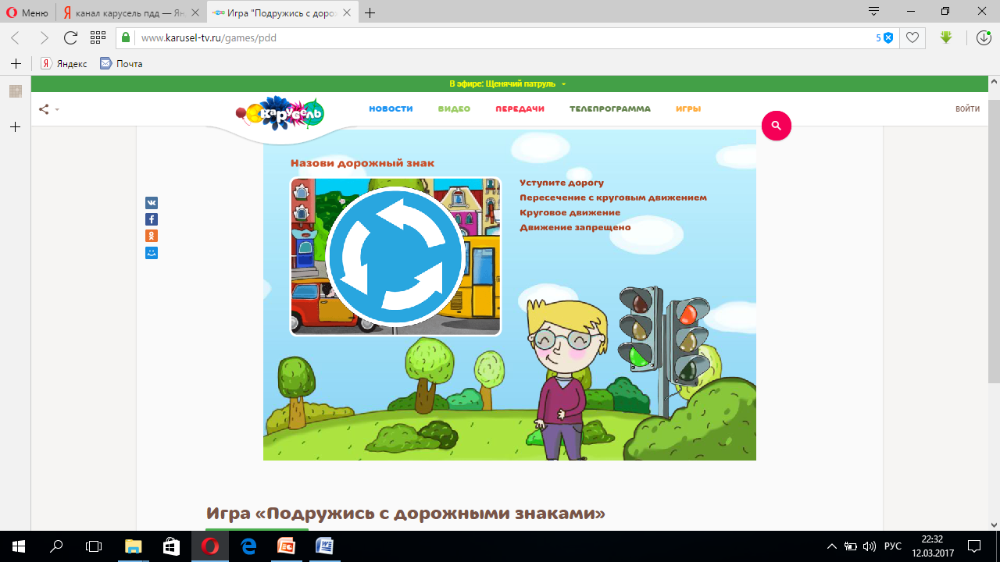 Меню
канал карусель пдд — Ян
Игра "Подружись с дорож
www.karusel-tv.ru/games/pdd
5
Яндекс
Почта
В эфире: Щенячий патруль
Карусель
НОВОСТИ
ВИДЕО
ПЕРЕДАЧИ
ТЕЛЕПРОГРАММА
ИГРЫ
ВОЙТИ
Назови дорожный знак
Уступите дорогу
Пересечение с круговым движением
Круговое движение
Движение запрещено
Игра «Подружись с дорожными знаками»
РУС
22:32
12.03.2017